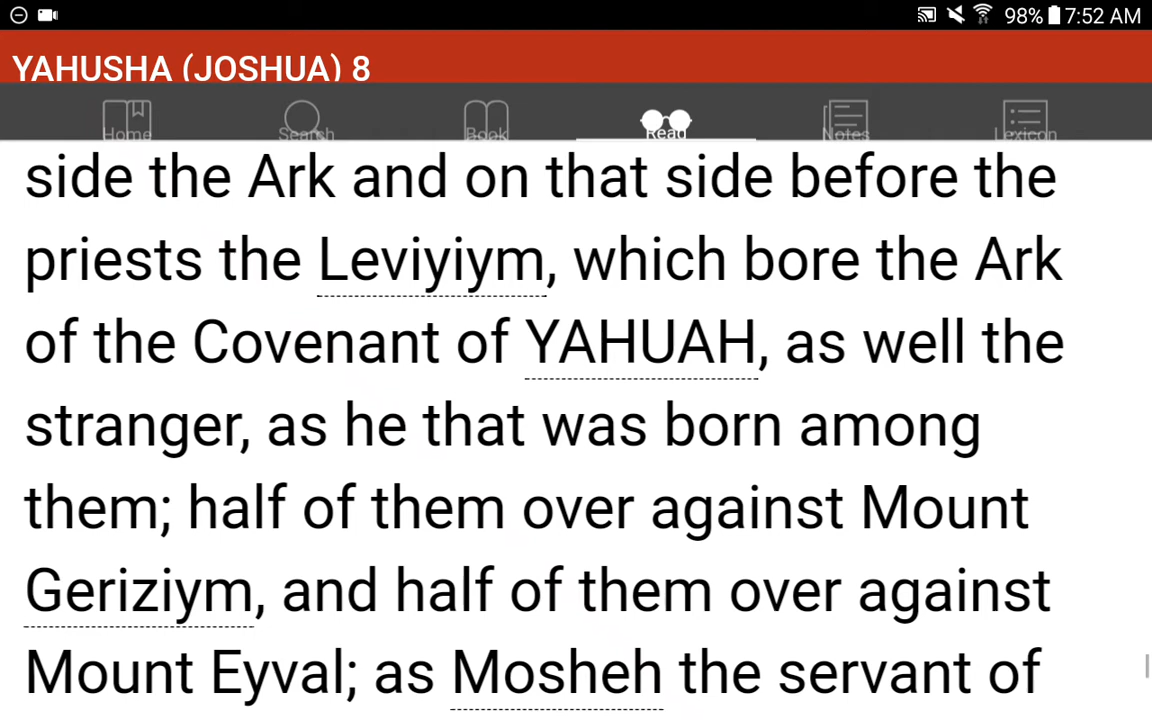 98% 7:52 AM
YAHUSHA (JOSHUA) 8
Home Search Book Read Notes Lexicon
side the Ark and on that side before the
priests the Leviyiym, which bore the Ark
of the Covenant of YAHUAH, as well the
stranger, as he that was born among
them; half of them over against Mount
Geriziym, and half of them over against
Mount Eyval; as Mosheh the servant of